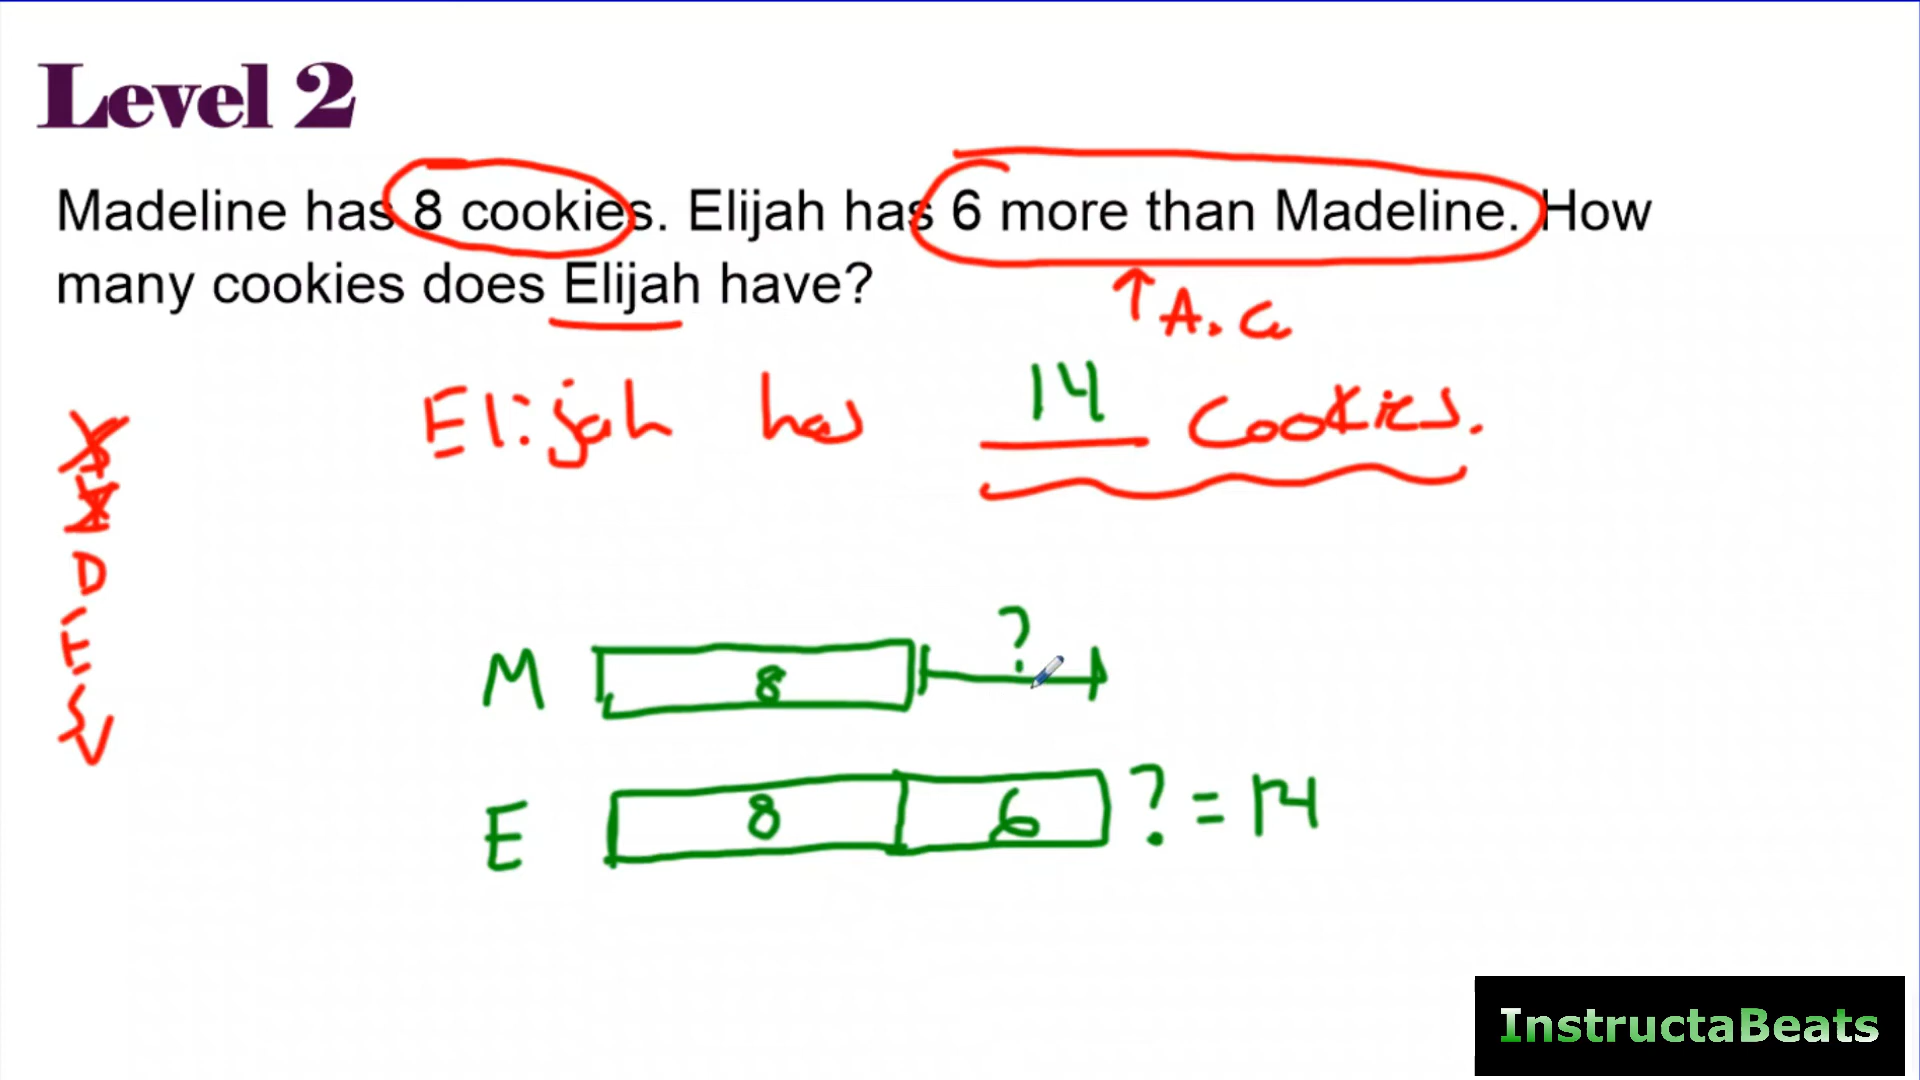 Level 2
Madeline has 8 cookies. Elijah has 6 more than Madeline. How
many cookies does Elijah have?
A. C
Elijah has 14 cookies.
D
?
M 8
E 8 6 ? = 14
InstructaBeats